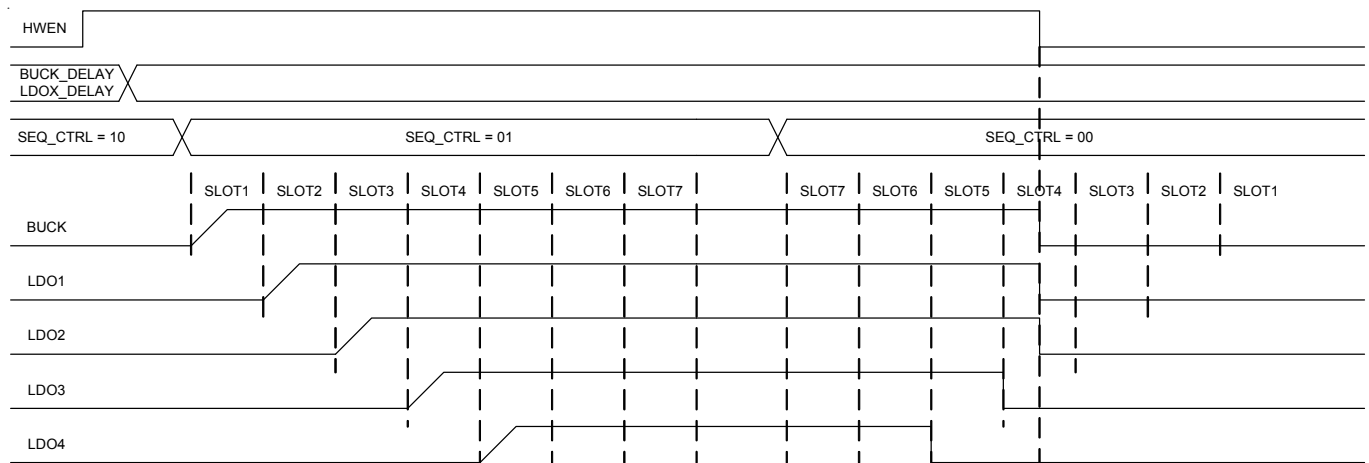 HWEN
BUCK_DELAY
LDOX_DELAY
SEQ_CTRL = 10 SEQ_CTRL = 01 SEQ_CTRL = 00
SLOT1 SLOT2 SLOT3 SLOT4 SLOT5 SLOT6 SLOT7 SLOT7 SLOT6 SLOT5 SLOT4 SLOT3 SLOT2 SLOT1
BUCK
LDO1
LDO2
LDO3
LDO4